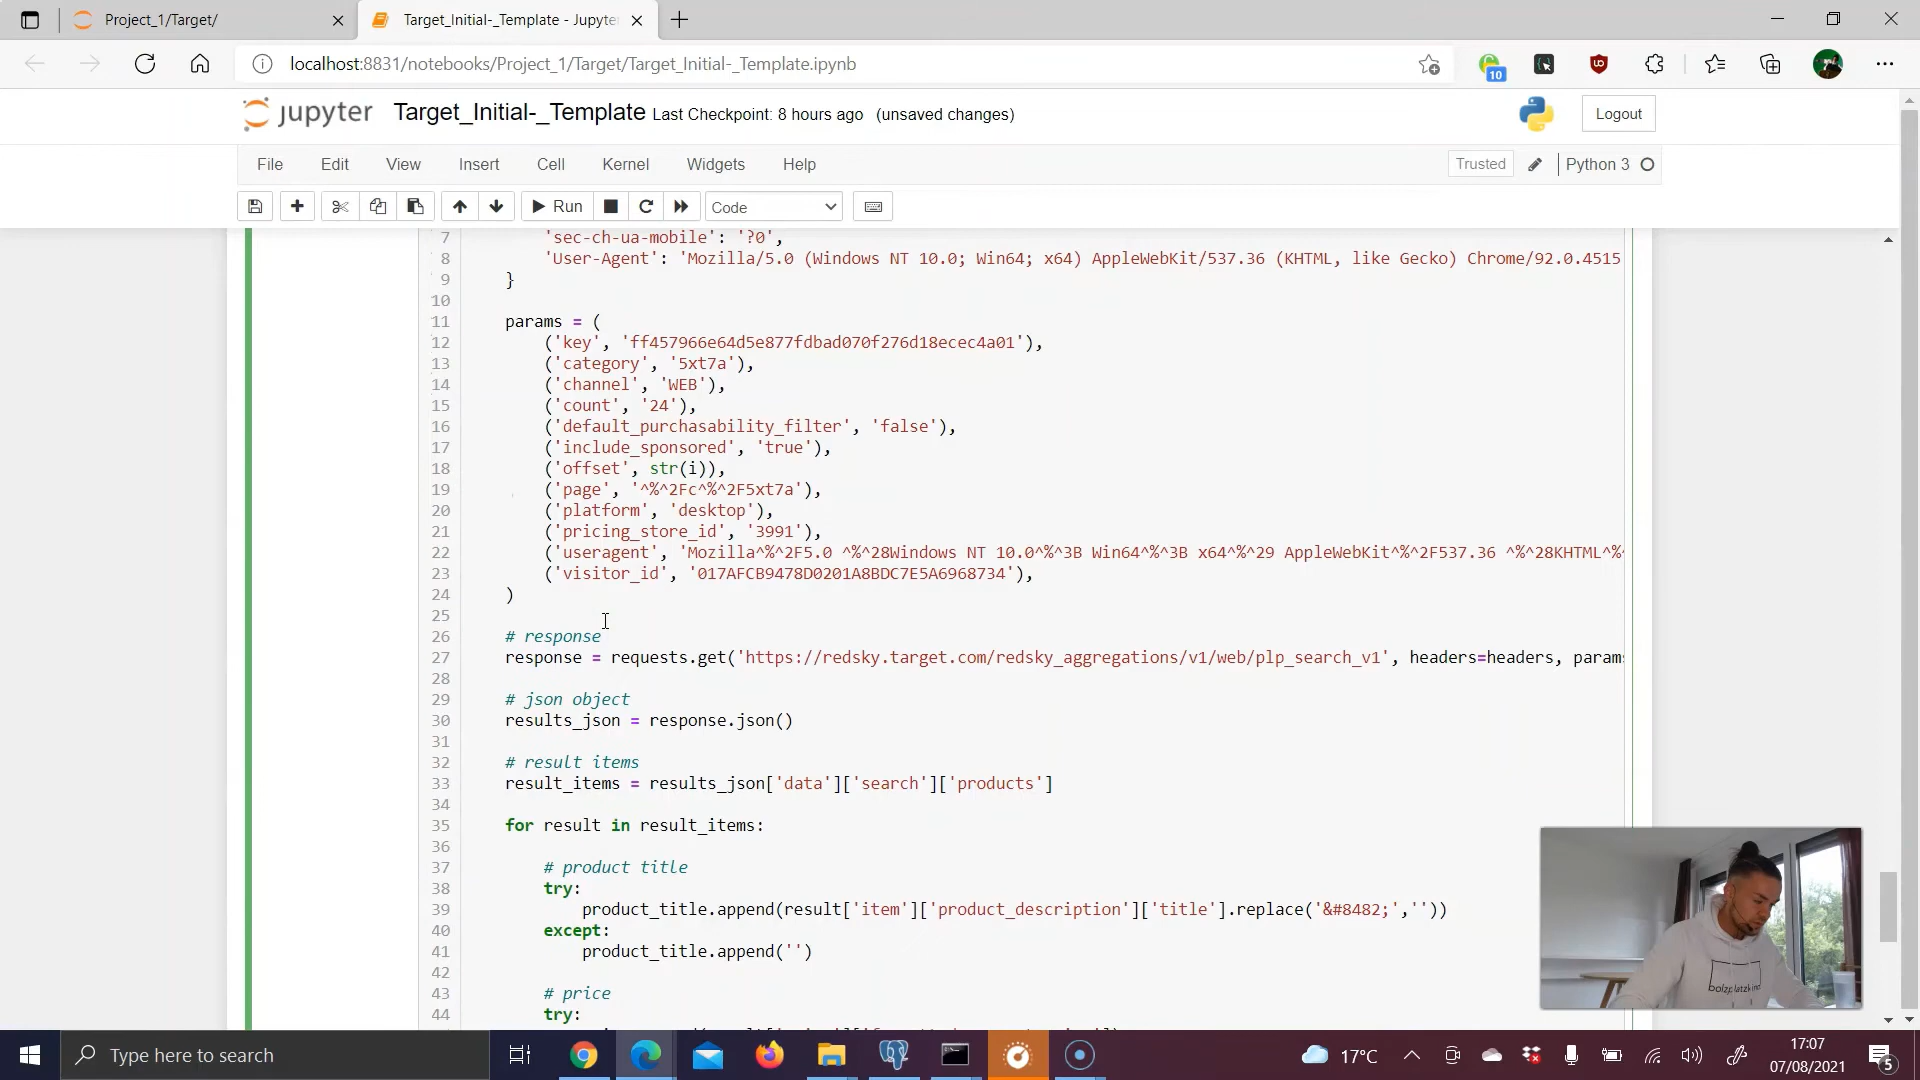 Project_1/Target/
Target_Initial-_Template - Jupyte
localhost:8831/notebooks/Project_1/Target/Target_Initial-_Template.ipynb
10
jupyter Target_Initial-_Template Last Checkpoint: 8 hours ago (unsaved changes)
Logout
File Edit View Insert Cell Kernel Widgets Help
Trusted Python 3
Run Code
7 'sec-ch-ua-mobile': '?0',
8 'User-Agent': 'Mozilla/5.0 (Windows NT 10.0; Win64; x64) AppleWebKit/537.36 (KHTML, like Gecko) Chrome/92.0.4515
9 }
10
11 params = (
12 ('key', 'ff457966e64d5e877fdbad070f276d18ecec4a01'),
13 ('category', '5xt7a'),
14 ('channel', 'WEB'),
15 ('count', '24'),
16 ('default_purchasability_filter', 'false'),
17 ('include_sponsored', 'true'),
18 ('offset', str(i)),
19 ('page', '^%^2Fc^%^2F5xt7a'),
20 ('platform', 'desktop'),
21 ('pricing_store_id', '3991'),
22 ('useragent', 'Mozilla^%^2F5.0 ^%^28Windows NT 10.0^%^3B Win64^%^3B x64^%^29 AppleWebKit^%^2F537.36 ^%^28KHTML^%
23 ('visitor_id', '017AFCB9478D0201A8BDC7E5A6968734'),
24 )
25
26 # response
27 response = requests.get('https://redsky.target.com/redsky_aggregations/v1/web/plp_search_v1', headers=headers, param
28
29 # json object
30 results_json = response.json()
31
32 # result items
33 result_items = results_json['data']['search']['products']
34
35 for result in result_items:
36
37 # product title
38 try:
39 product_title.append(result['item']['product_description']['title'].replace('&#8482;',''))
40 except:
41 product_title.append('')
42
43 # price
44 try:
Type here to search
17°C
17:07
07/08/2021
5